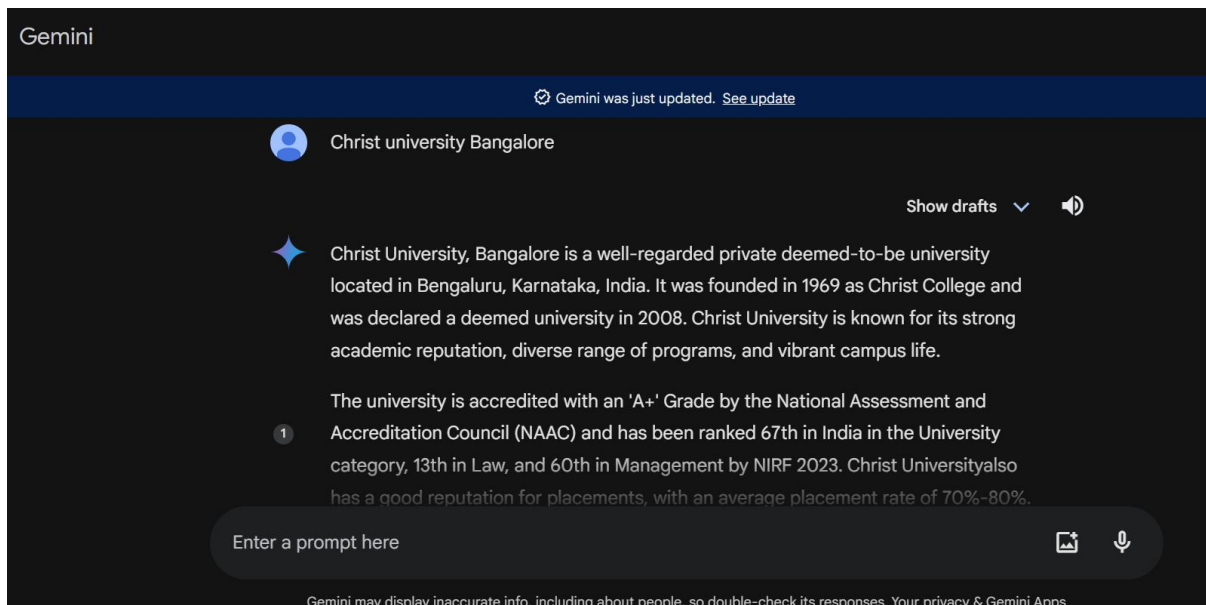 Gemini
Gemini was just updated. See update
Christ university Bangalore
Show drafts
Christ University, Bangalore is a well-regarded private deemed-to-be university
located in Bengaluru, Karnataka, India. It was founded in 1969 as Christ College and
was declared a deemed university in 2008. Christ University is known for its strong
academic reputation, diverse range of programs, and vibrant campus life.
The university is accredited with an 'A+' Grade by the National Assessment and
1
Accreditation Council (NAAC) and has been ranked 67th in India in the University
category, 13th in Law, and 60th in Management by NIRF 2023. Christ Universityalso
has a good reputation for placements, with an average placement rate of 70%-80%.
Enter a prompt here
Gemini may display inaccurate info, including about people, so double-check its responses. Your privacy & Gemini Apps